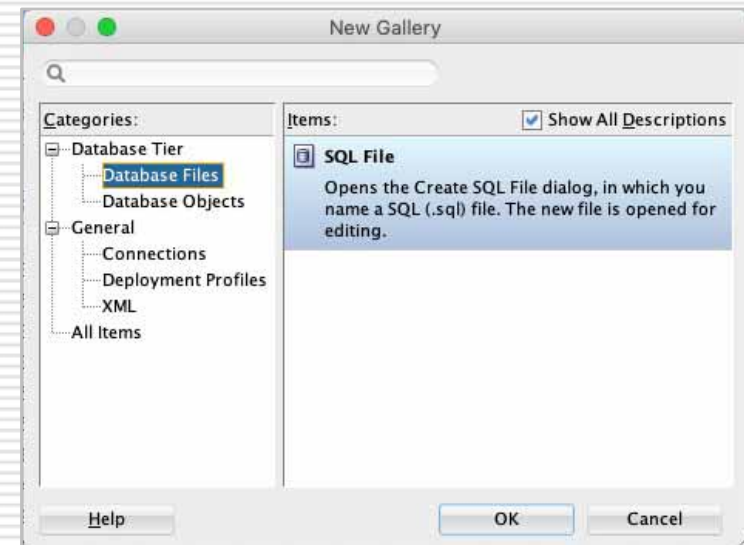 New Gallery
Categories:
Database Tier
Database Files
Database Objects
General
Connections
Deployment Profiles
XML
All Items
Items:
Show All Descriptions
SQL File
Opens the Create SQL File dialog, in which you
name a SQL (.sql) file. The new file is opened for
editing.
Help
OK
Cancel